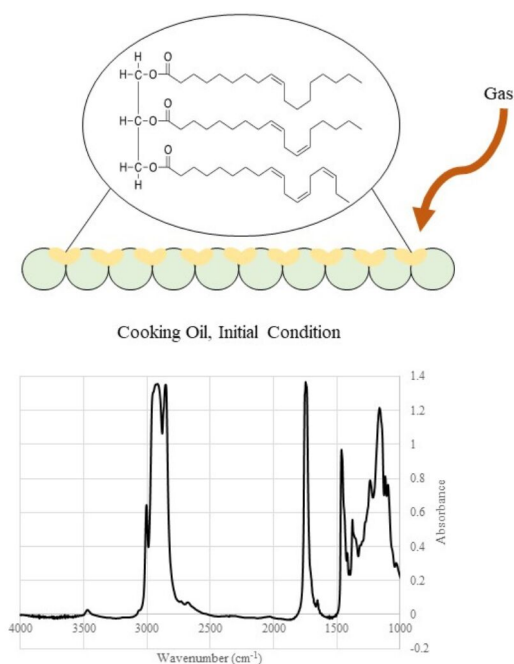 H
O
H-C-O-C
Gas
O
H-C-O-C
O
H-C-O-C
H
Cooking Oil, Initial Condition
1.4
1.2
1
0.8
0.6
0.4
0.2
0
-0.2
Absorbance
4000 3500 3000 2500 2000 1500 1000
Wavenumber (cm⁻¹)